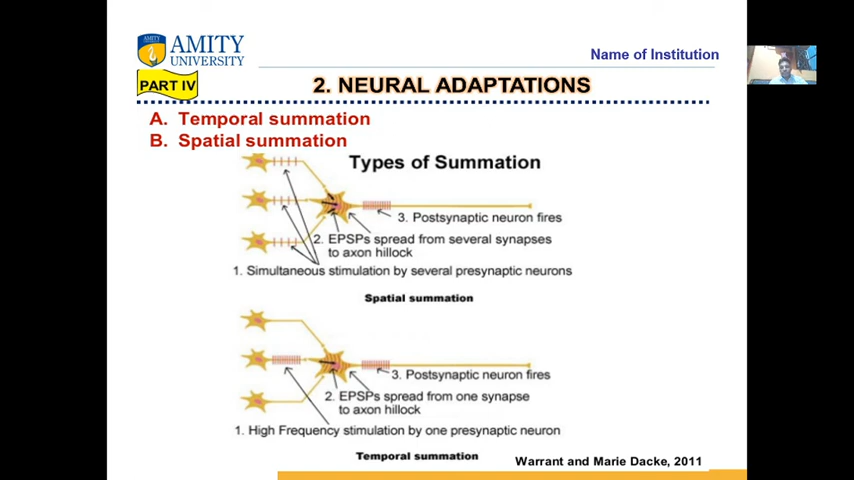 AMITY
AMITY
UNIVERSITY
Name of Institution
PART IV
2. NEURAL ADAPTATIONS
A. Temporal summation
B. Spatial summation
Types of Summation
3. Postsynaptic neuron fires
2. EPSPs spread from several synapses
to axon hillock
1. Simultaneous stimulation by several presynaptic neurons
Spatial summation
3. Postsynaptic neuron fires
2. EPSPs spread from one synapse
to axon hillock
1. High Frequency stimulation by one presynaptic neuron
Temporal summation
Warrant and Marie Dacke, 2011